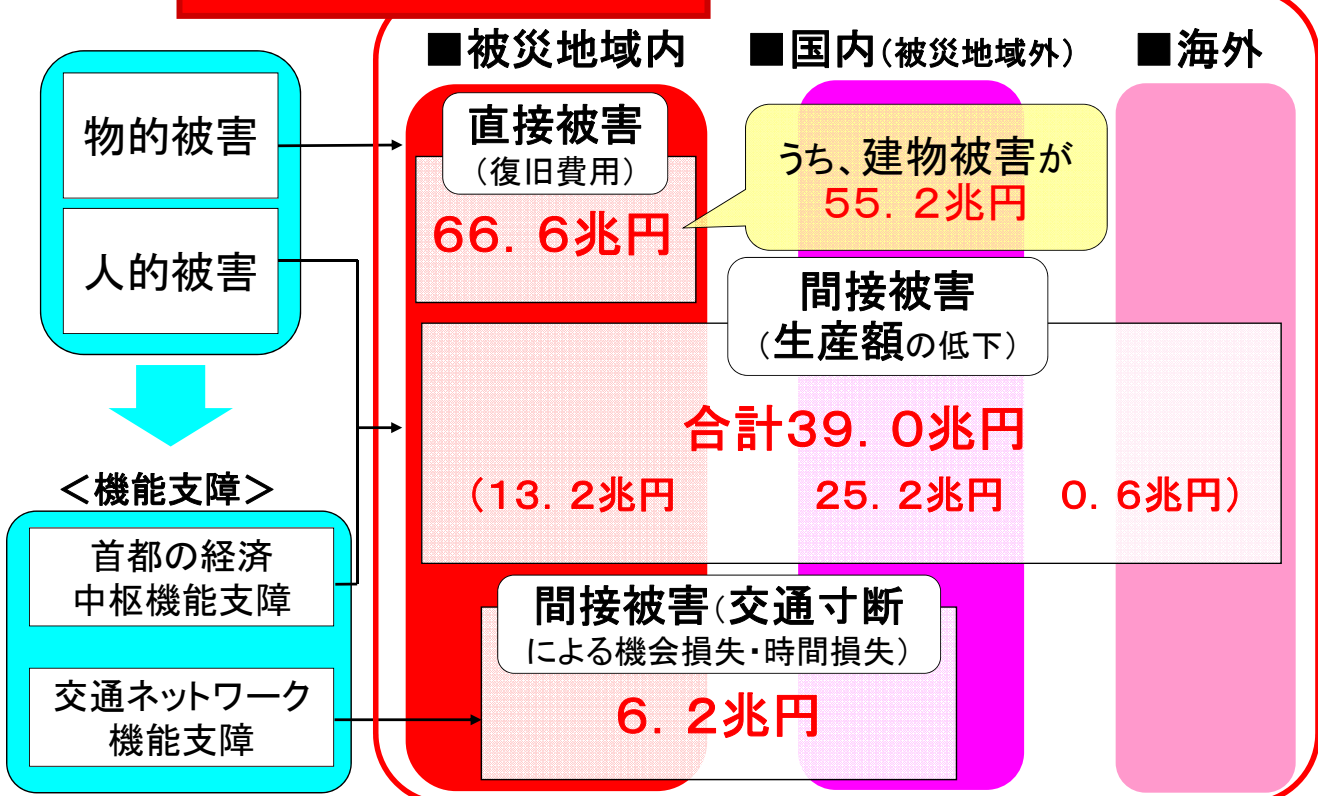 ■被災地域内
■国内(被災地域外)
■海外
物的被害
人的被害
直接被害
(復旧費用)
66.6兆円
うち、建物被害が
55.2兆円
間接被害
(生産額の低下)
合計39.0兆円
(13.2兆円 25.2兆円 0.6兆円)
<機能支障>
首都の経済
中枢機能支障
交通ネットワーク
機能支障
間接被害(交通寸断
による機会損失・時間損失)
6.2兆円